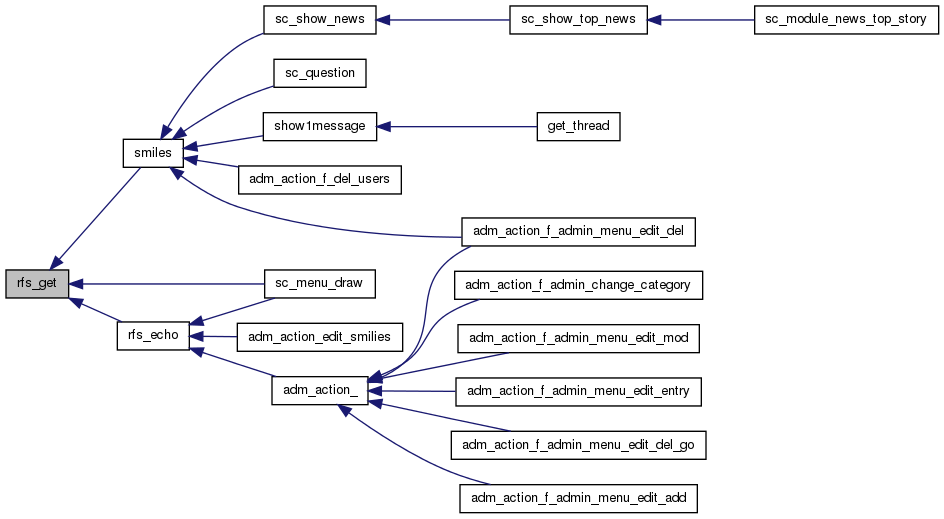 sc_show_news
sc_show_top_news
sc_module_news_top_story
sc_question
show1message
get_thread
smiles
adm_action_f_del_users
adm_action_f_admin_menu_edit_del
rfs_get
sc_menu_draw
adm_action_f_admin_change_category
rfs_echo
adm_action_edit_smilies
adm_action_f_admin_menu_edit_mod
adm_action_
adm_action_f_admin_menu_edit_entry
adm_action_f_admin_menu_edit_del_go
adm_action_f_admin_menu_edit_add